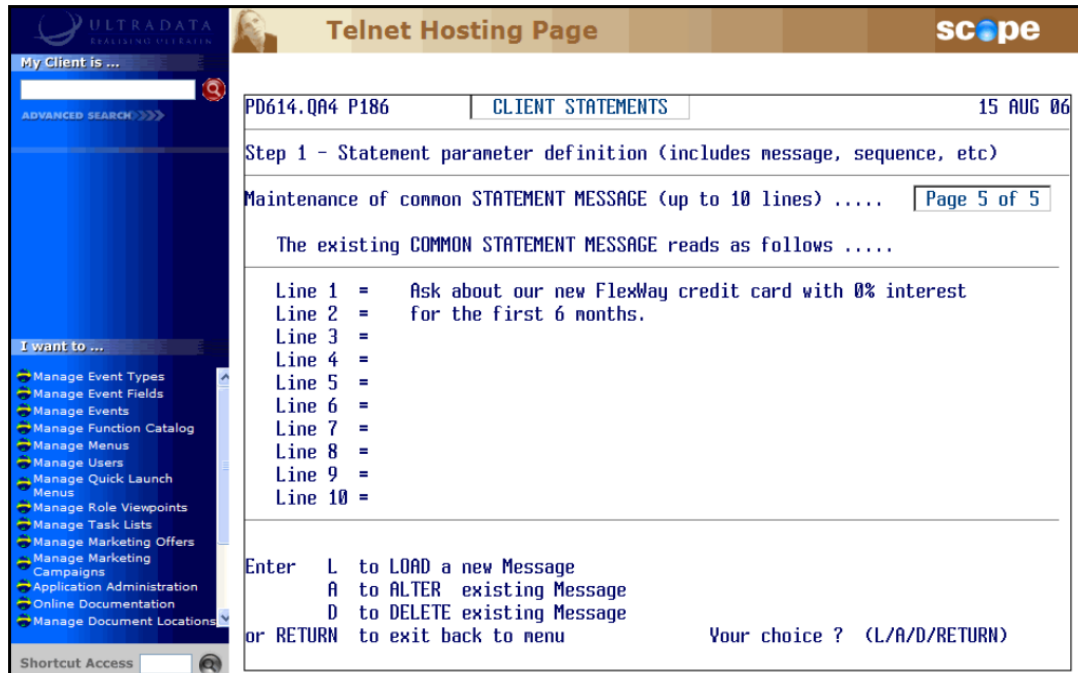 ULTRADATA
Telnet Hosting Page
scope
My Client is ...
ADVANCED SEARCH
PD614.QA4 P186 CLIENT STATEMENTS 15 AUG 06
Step 1 - Statement parameter definition (includes message, sequence, etc)
Maintenance of common STATEMENT MESSAGE (up to 10 lines) ..... Page 5 of 5
The existing COMMON STATEMENT MESSAGE reads as follows .....
Line 1 = Ask about our new FlexWay credit card with 0% interest
Line 2 = for the first 6 months.
Line 3 =
Line 4 =
Line 5 =
Line 6 =
Line 7 =
Line 8 =
Line 9 =
Line 10 =
Enter L to LOAD a new Message
A to ALTER existing Message
D to DELETE existing Message
or RETURN to exit back to menu Your choice ? (L/A/D/RETURN)
I want to ...
Manage Event Types
Manage Event Fields
Manage Events
Manage Function Catalog
Manage Menus
Manage Users
Manage Quick Launch
Menus
Manage Role Viewpoints
Manage Task Lists
Manage Marketing Offers
Manage Marketing
Campaigns
Application Administration
Online Documentation
Manage Document Locations
Shortcut Access